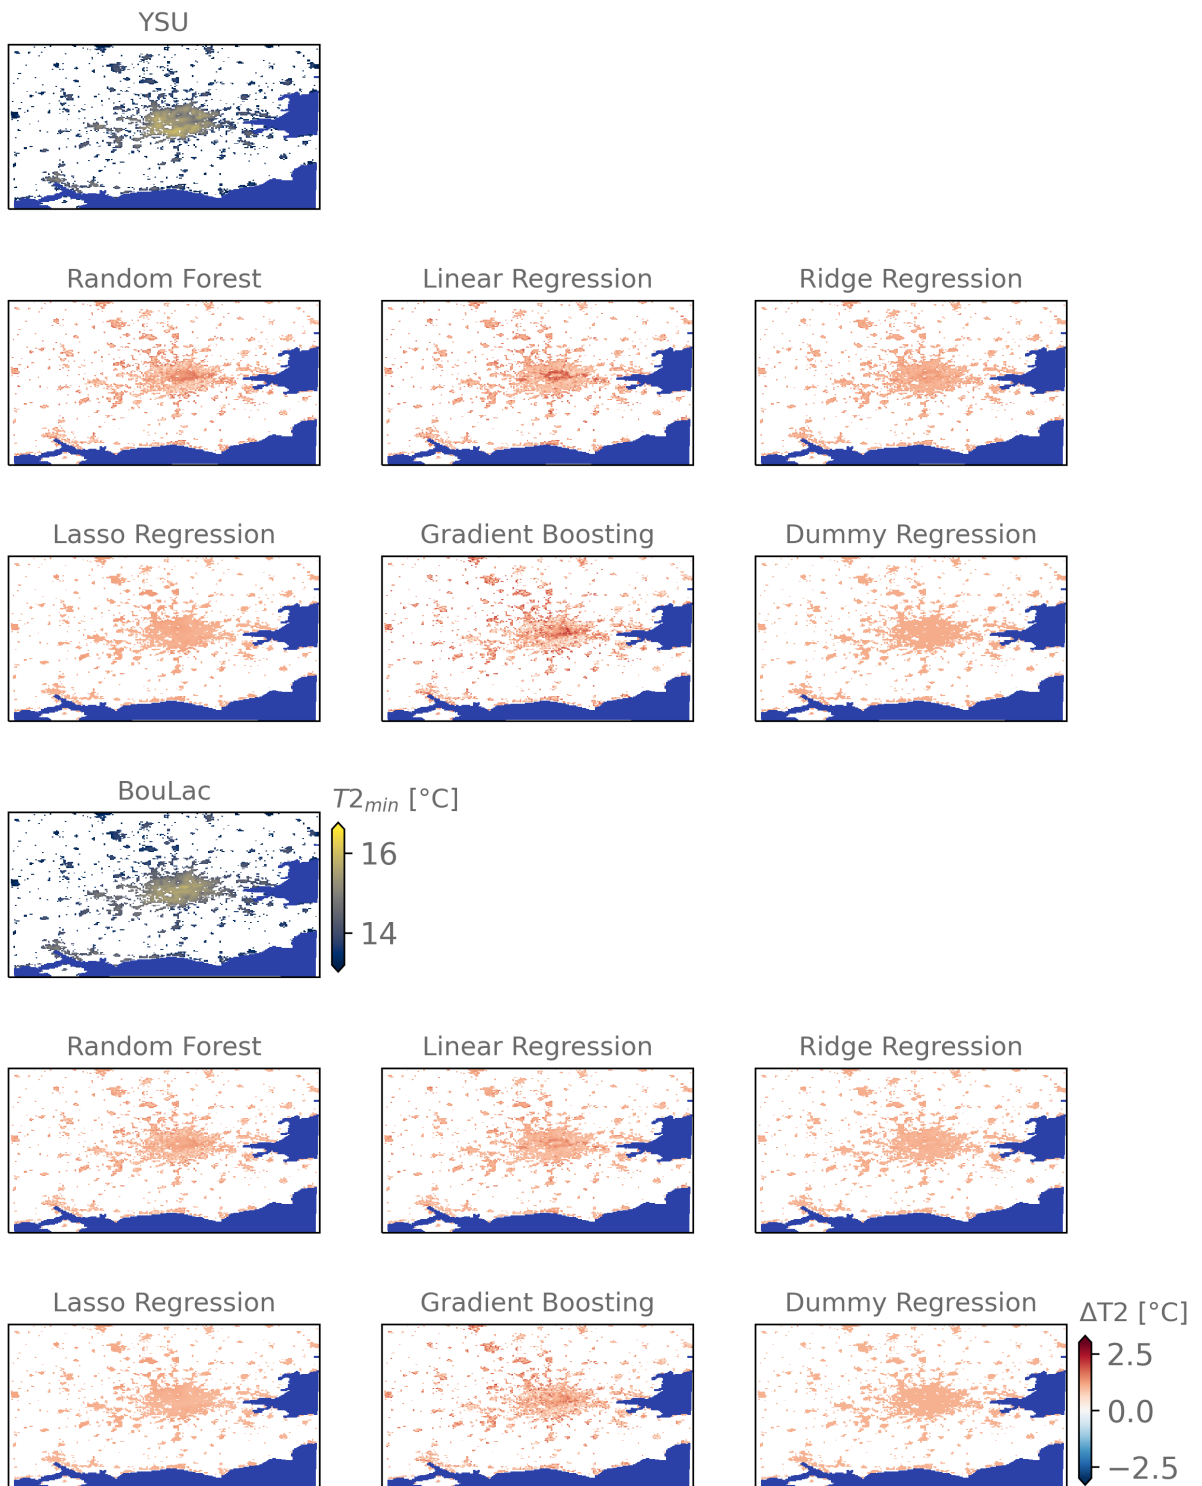 YSU
Random Forest
Linear Regression
Ridge Regression
Lasso Regression
Gradient Boosting
Dummy Regression
BouLac
T2min [°C]
16
14
Random Forest
Linear Regression
Ridge Regression
Lasso Regression
Gradient Boosting
Dummy Regression
ΔT2 [°C]
2.5
0.0
−2.5